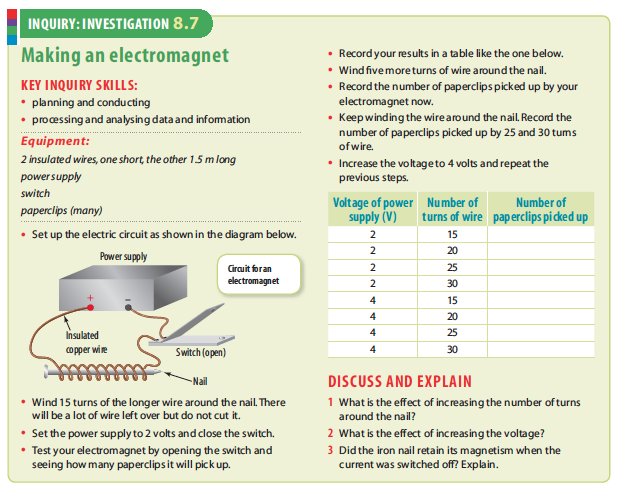 INQUIRY: INVESTIGATION 8.7
Making an electromagnet
KEY INQUIRY SKILLS:
• planning and conducting
• processing and analysing data and information
Equipment:
2 insulated wires, one short, the other 1.5 m long
power supply
switch
paperclips (many)
• Set up the electric circuit as shown in the diagram below.
Power supply
Circuit for an
electromagnet
+
–
Insulated
copper wire
Switch (open)
Nail
• Wind 15 turns of the longer wire around the nail. There
will be a lot of wire left over but do not cut it.
• Set the power supply to 2 volts and close the switch.
• Test your electromagnet by opening the switch and
seeing how many paperclips it will pick up.
• Record your results in a table like the one below.
• Wind five more turns of wire around the nail.
• Record the number of paperclips picked up by your
electromagnet now.
• Keep winding the wire around the nail. Record the
number of paperclips picked up by 25 and 30 turns
of wire.
• Increase the voltage to 4 volts and repeat the
previous steps.
Voltage of power Number of Number of
supply (V) turns of wire paperclips picked up
2 15
2 20
2 25
2 30
4 15
4 20
4 25
4 30
DISCUSS AND EXPLAIN
1 What is the effect of increasing the number of turns
around the nail?
2 What is the effect of increasing the voltage?
3 Did the iron nail retain its magnetism when the
current was switched off? Explain.